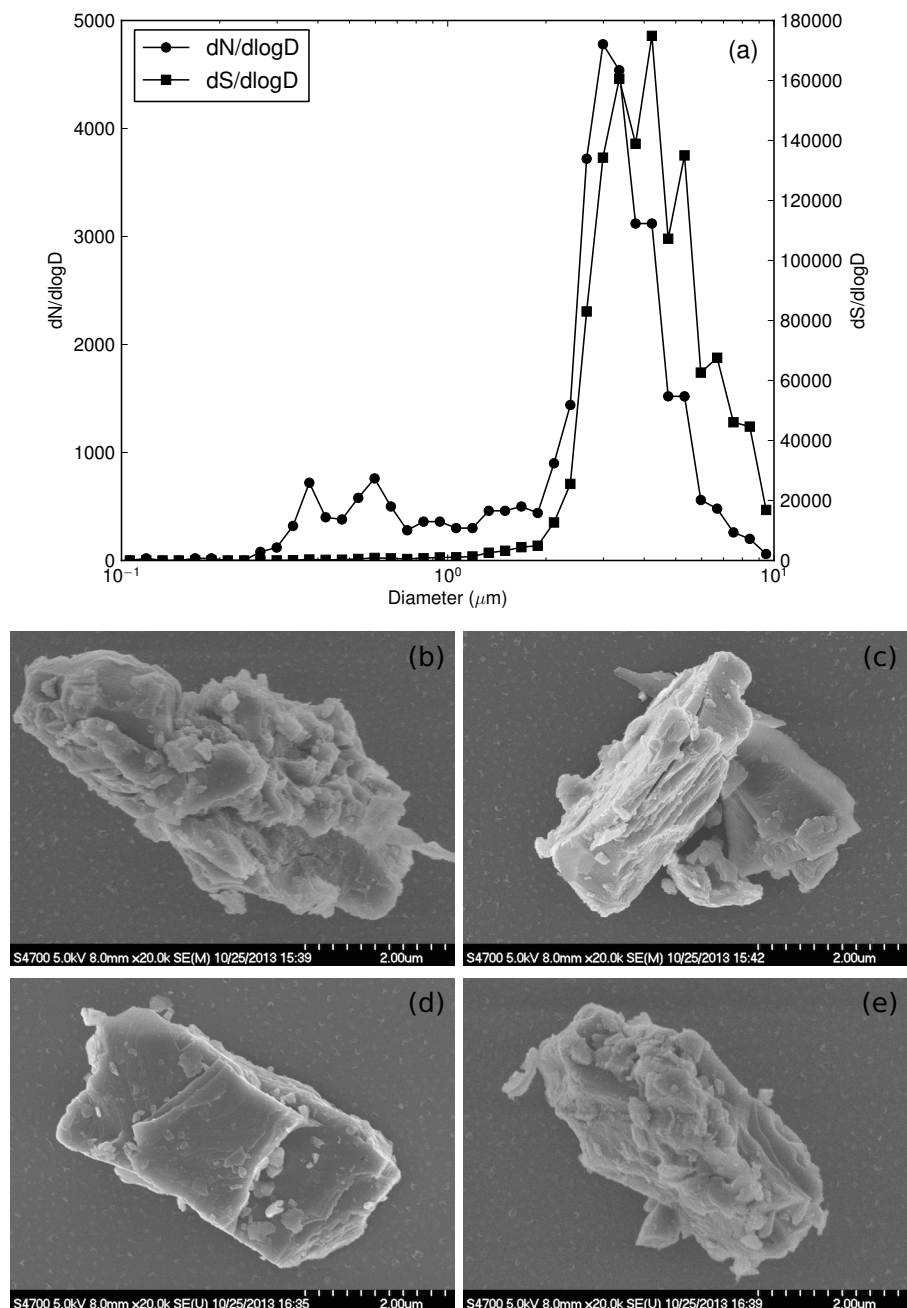 (a)
dN/dlogD
dS/dlogD
5000
4000
3000
2000
1000
0
dN/dlogD
180000
160000
140000
120000
100000
80000
60000
40000
20000
0
dS/dlogD
10⁻¹ 10⁰ 10¹
Diameter (μm)
(b)
S4700 5.0kV 8.0mm x20.0k SE(M) 10/25/2013 15:39 2.00um
(c)
S4700 5.0kV 8.0mm x20.0k SE(M) 10/25/2013 15:42 2.00um
(d)
S4700 5.0kV 8.0mm x20.0k SE(U) 10/25/2013 16:35 2.00um
(e)
S4700 5.0kV 8.0mm x20.0k SE(U) 10/25/2013 16:39 2.00um